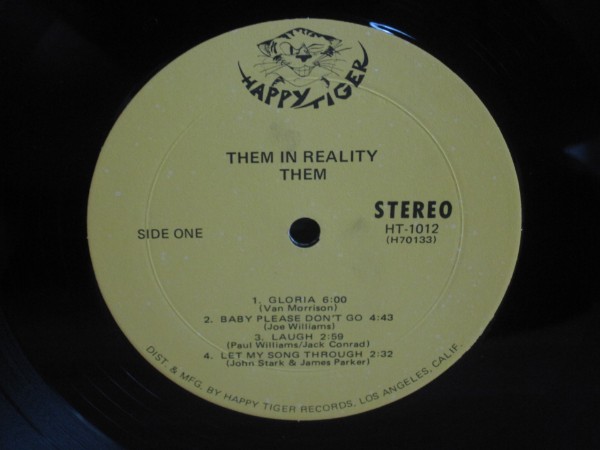 HAPPY TIGER
THEM IN REALITY
THEM
STEREO
SIDE ONE
HT-1012
(H70133)
1. GLORIA 6:00
(Van Morrison)
2. BABY PLEASE DON'T GO 4:43
(Joe Williams)
3. LAUGH 2:59
(Paul Williams/Jack Conrad)
4. LET MY SONG THROUGH 2:32
(John Stark & James Parker)
DIST. & MFG. BY HAPPY TIGER RECORDS, LOS ANGELES, CALIF.